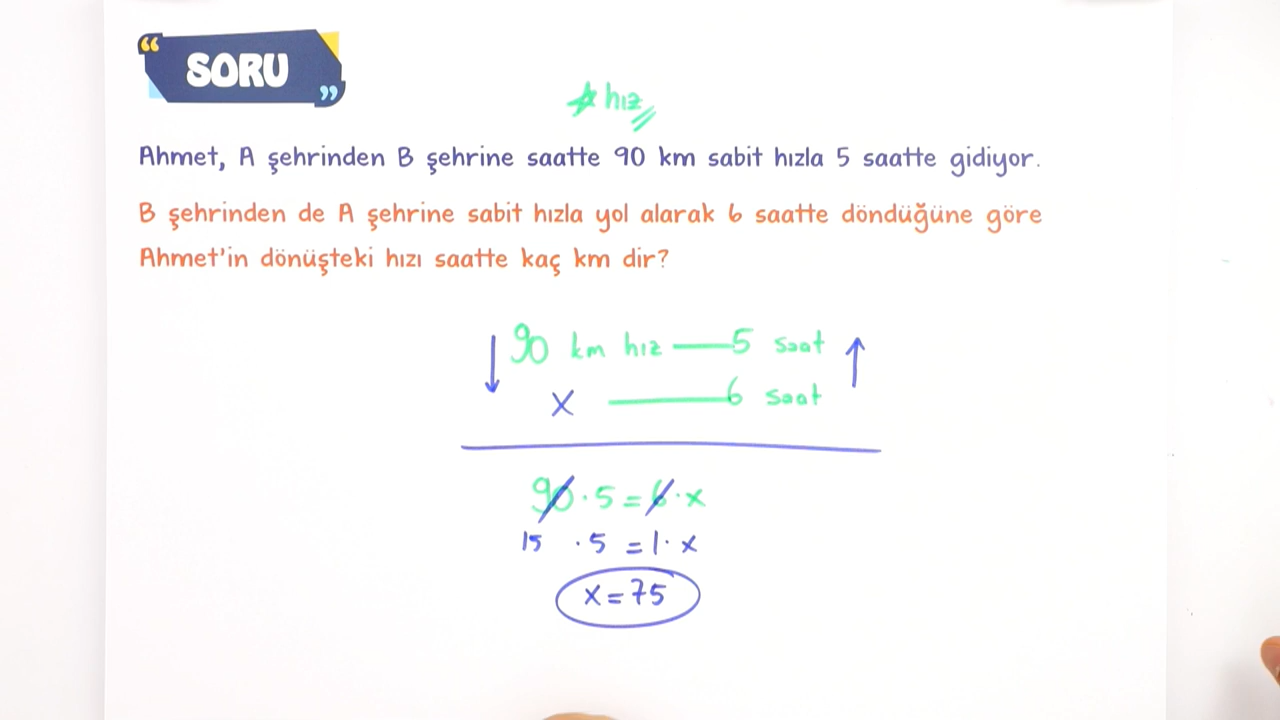 “ SORU ”
☆ hız
Ahmet, A şehrinden B şehrine saatte 90 km sabit hızla 5 saatte gidiyor.
B şehrinden de A şehrine sabit hızla yol alarak 6 saatte döndüğüne göre
Ahmet'in dönüşteki hızı saatte kaç km dir?
↓ 90 km hız — 5 saat ↑
x — 6 saat
90 · 5 = 6 · x
15 · 5 = 1 · x
x = 75